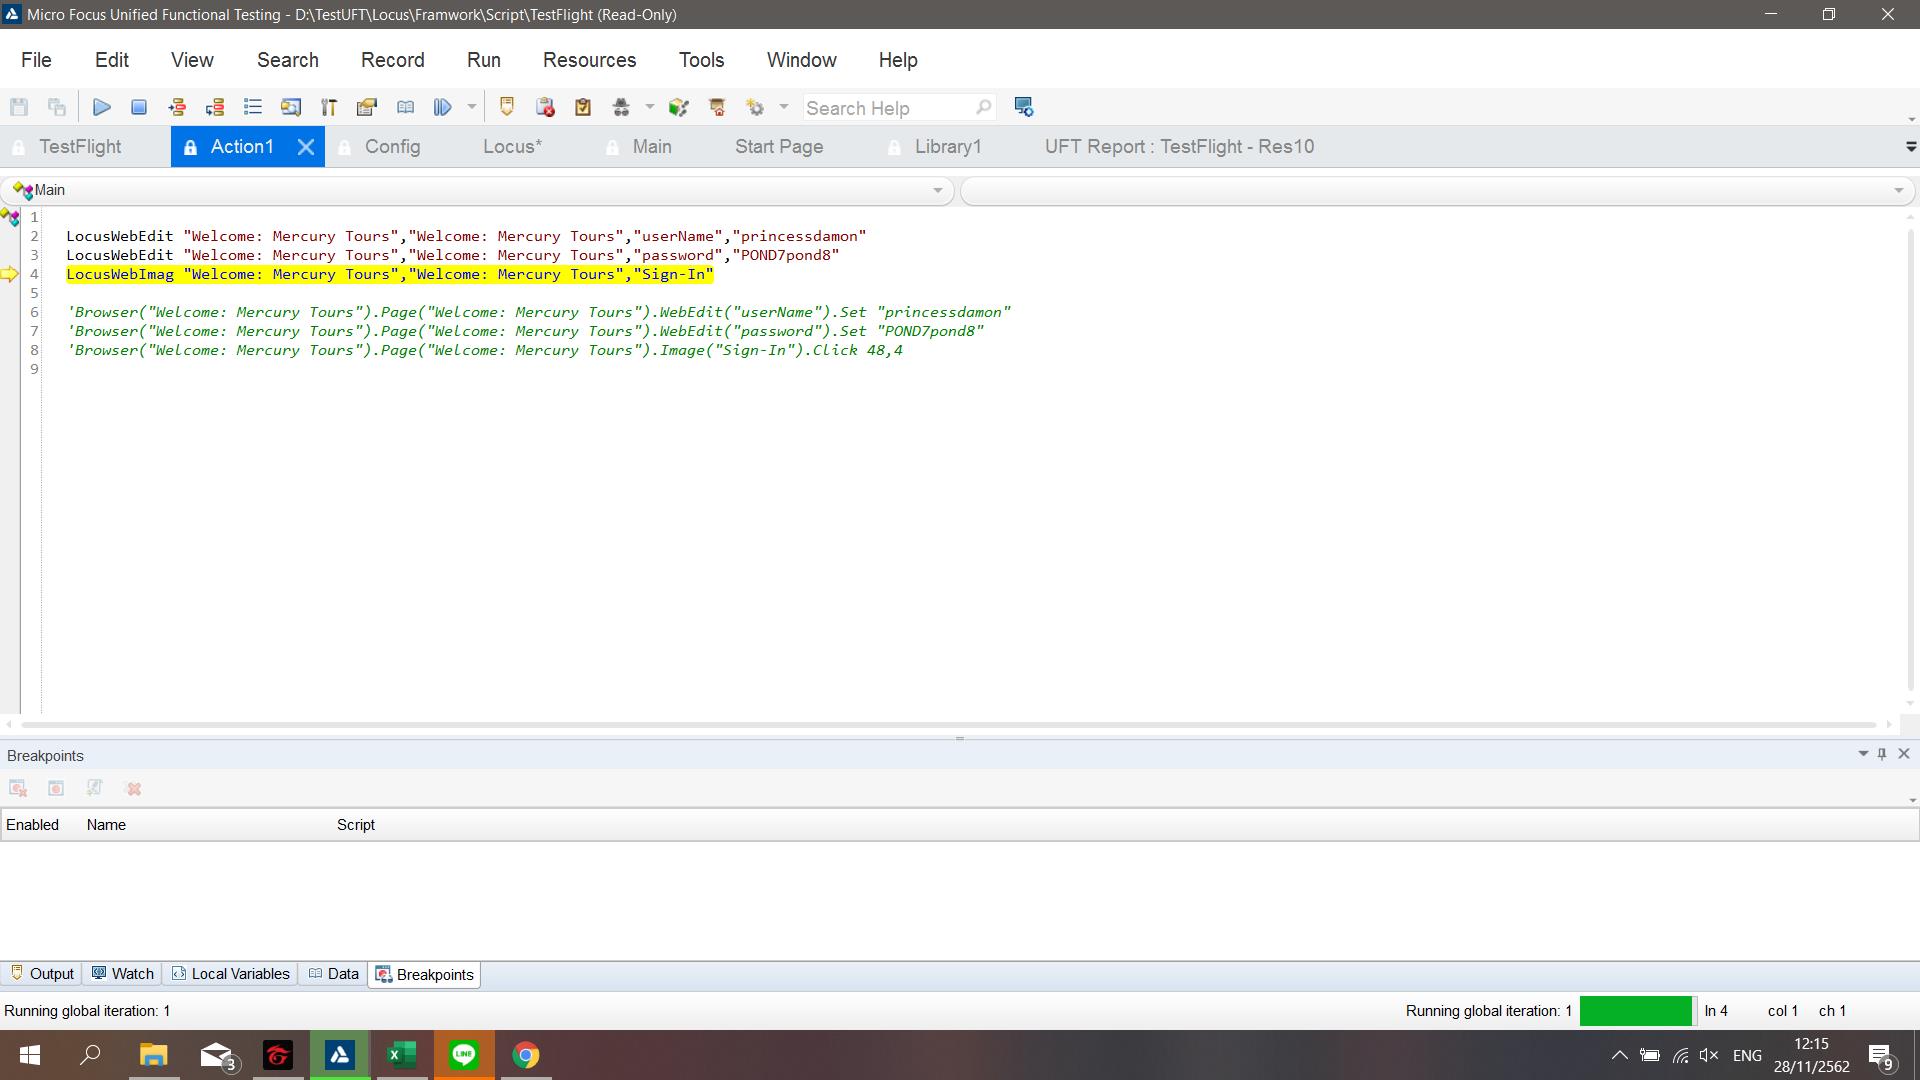 Micro Focus Unified Functional Testing - D:\TestUFT\Locus\Framwork\Script\TestFlight (Read-Only)
File Edit View Search Record Run Resources Tools Window Help
Search Help
TestFlight Action1 Config Locus* Main Start Page Library1 UFT Report : TestFlight - Res10
Main
1
2 LocusWebEdit "Welcome: Mercury Tours","Welcome: Mercury Tours","userName","princessdamon"
3 LocusWebEdit "Welcome: Mercury Tours","Welcome: Mercury Tours","password","POND7pond8"
4 LocusWebImag "Welcome: Mercury Tours","Welcome: Mercury Tours","Sign-In"
5
6 'Browser("Welcome: Mercury Tours").Page("Welcome: Mercury Tours").WebEdit("userName").Set "princessdamon"
7 'Browser("Welcome: Mercury Tours").Page("Welcome: Mercury Tours").WebEdit("password").Set "POND7pond8"
8 'Browser("Welcome: Mercury Tours").Page("Welcome: Mercury Tours").Image("Sign-In").Click 48,4
9
Breakpoints
Enabled Name Script
Output Watch Local Variables Data Breakpoints
Running global iteration: 1 Running global iteration: 1 ln 4 col 1 ch 1
3 LINE ENG 12:15
28/11/2562 9